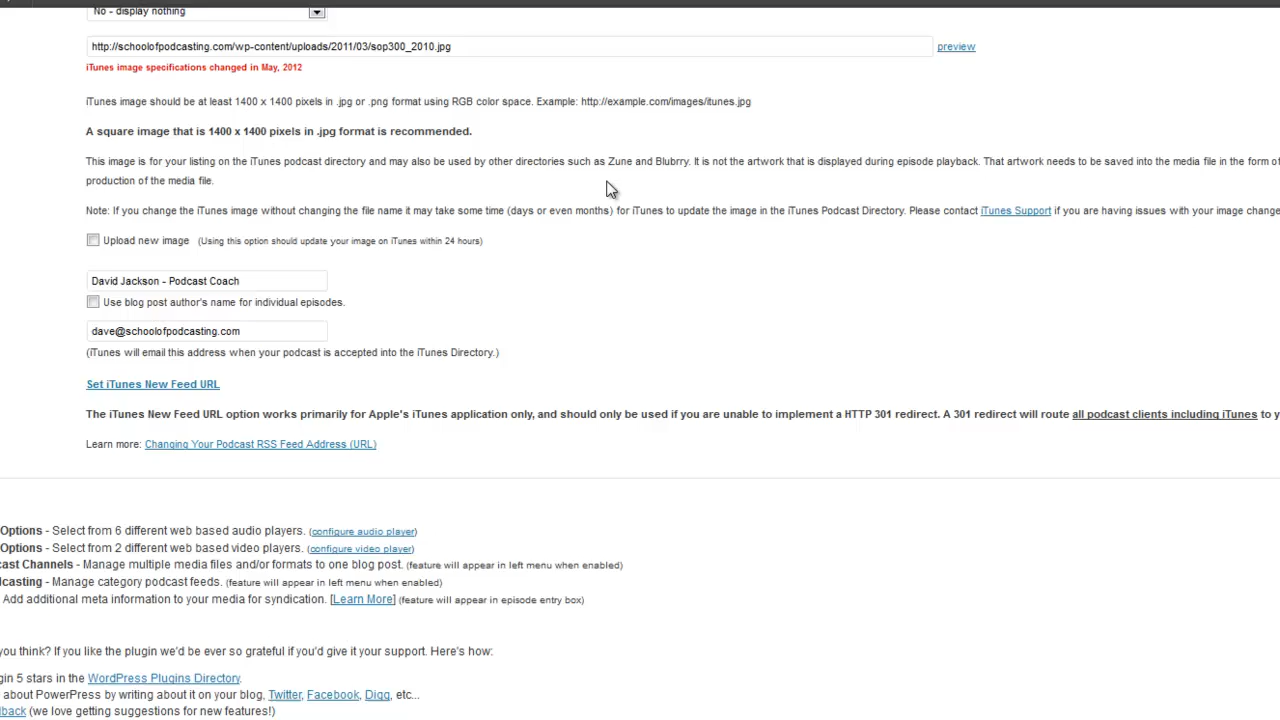 No - display nothing
http://schoolofpodcasting.com/wp-content/uploads/2011/03/sop300_2010.jpg preview
iTunes image specifications changed in May, 2012
iTunes image should be at least 1400 x 1400 pixels in .jpg or .png format using RGB color space. Example: http://example.com/images/itunes.jpg
A square image that is 1400 x 1400 pixels in .jpg format is recommended.
This image is for your listing on the iTunes podcast directory and may also be used by other directories such as Zune and Blubrry. It is not the artwork that is displayed during episode playback. That artwork needs to be saved into the media file in the form of
production of the media file.
Note: If you change the iTunes image without changing the file name it may take some time (days or even months) for iTunes to update the image in the iTunes Podcast Directory. Please contact iTunes Support if you are having issues with your image change
Upload new image (Using this option should update your image on iTunes within 24 hours)
David Jackson - Podcast Coach
Use blog post author's name for individual episodes.
dave@schoolofpodcasting.com
(iTunes will email this address when your podcast is accepted into the iTunes Directory.)
Set iTunes New Feed URL
The iTunes New Feed URL option works primarily for Apple's iTunes application only, and should only be used if you are unable to implement a HTTP 301 redirect. A 301 redirect will route all podcast clients including iTunes to y
Learn more: Changing Your Podcast RSS Feed Address (URL)
Options - Select from 6 different web based audio players. (configure audio player)
Options - Select from 2 different web based video players. (configure video player)
cast Channels - Manage multiple media files and/or formats to one blog post. (feature will appear in left menu when enabled)
dcasting - Manage category podcast feeds. (feature will appear in left menu when enabled)
Add additional meta information to your media for syndication. [Learn More] (feature will appear in episode entry box)
you think? If you like the plugin we'd be ever so grateful if you'd give it your support. Here's how:
gin 5 stars in the WordPress Plugins Directory.
about PowerPress by writing about it on your blog, Twitter, Facebook, Digg, etc...
dback (we love getting suggestions for new features!)